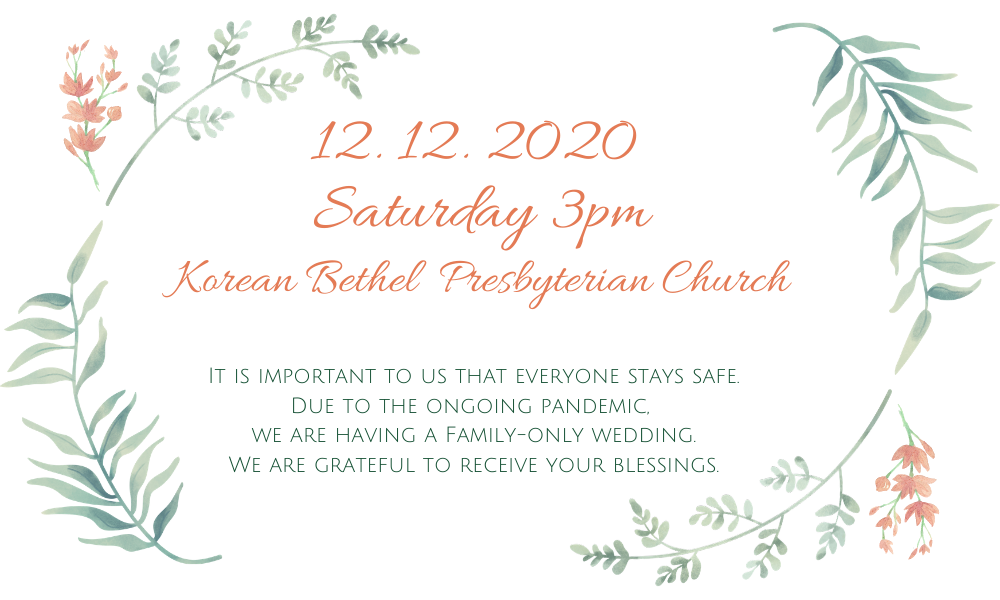 12. 12. 2020
Saturday 3pm
Korean Bethel Presbyterian Church
It is important to us that everyone stays safe.
Due to the ongoing pandemic,
we are having a Family-only wedding.
We are grateful to receive your blessings.